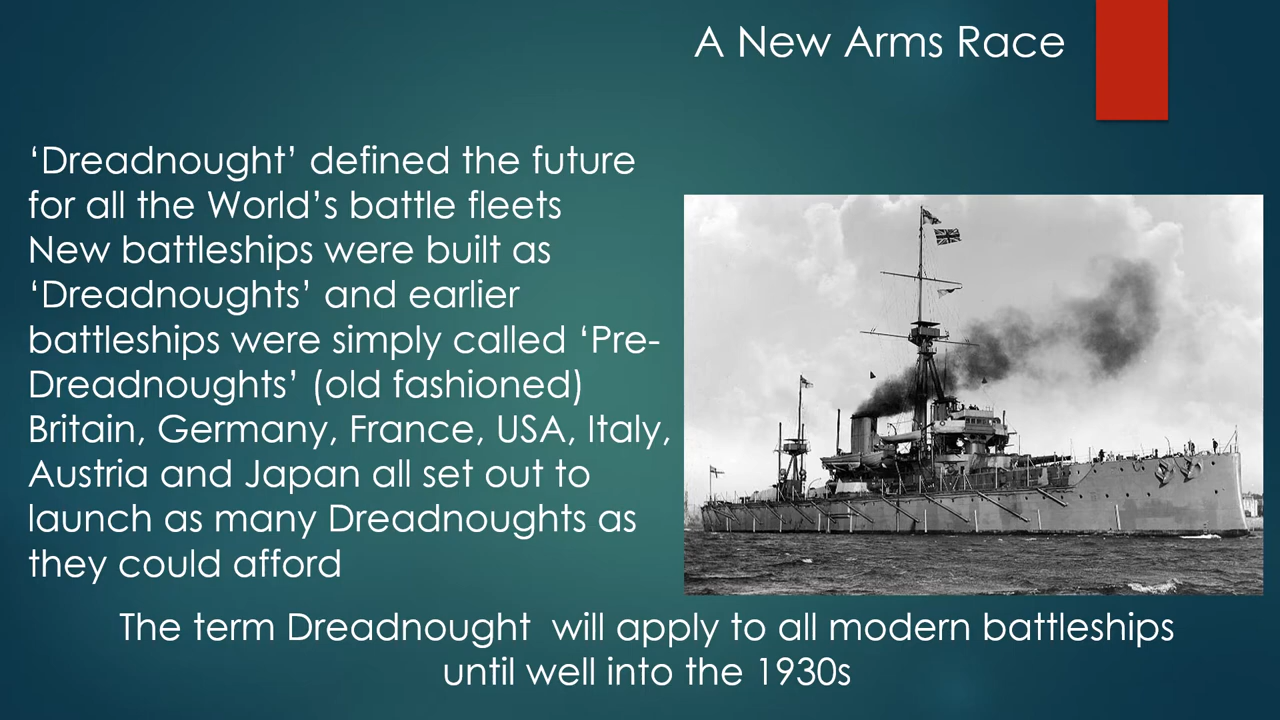 A New Arms Race
‘Dreadnought’ defined the future
for all the World’s battle fleets
New battleships were built as
‘Dreadnoughts’ and earlier
battleships were simply called ‘Pre-
Dreadnoughts’ (old fashioned)
Britain, Germany, France, USA, Italy,
Austria and Japan all set out to
launch as many Dreadnoughts as
they could afford
The term Dreadnought  will apply to all modern battleships
until well into the 1930s